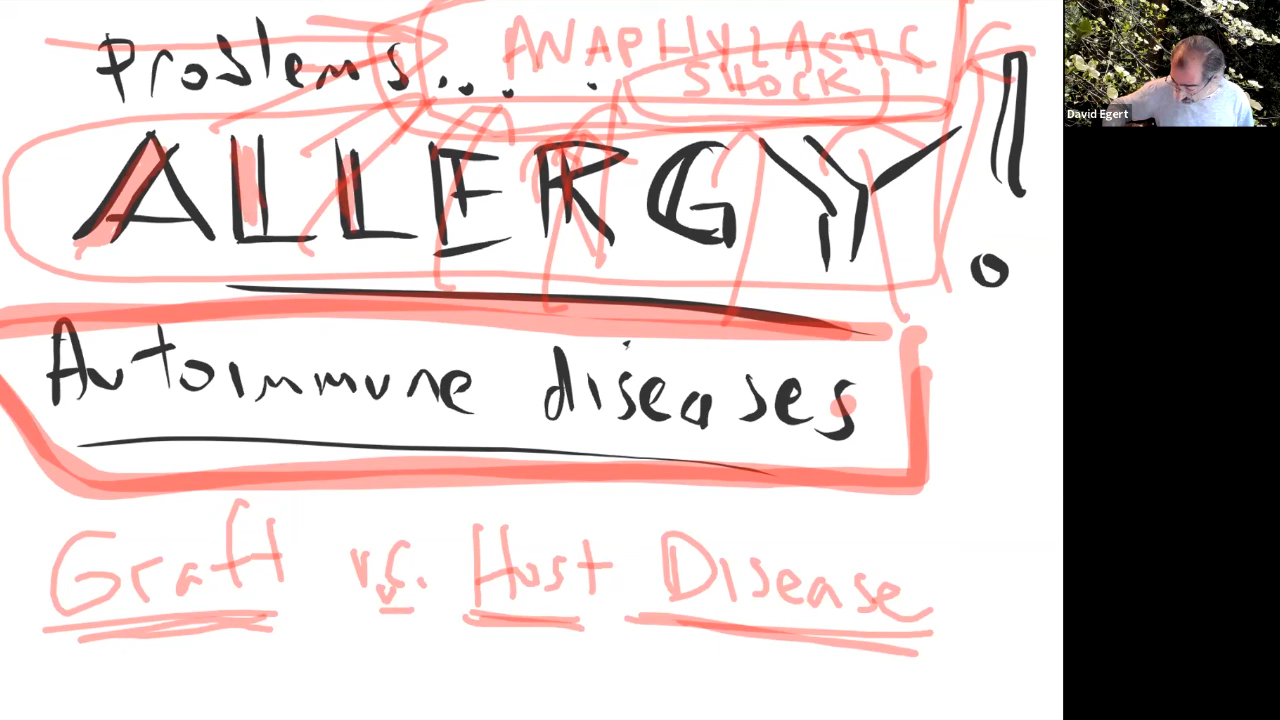 Problems....
ANAPHYLACTIC
SHOCK
ALLERGY!
Autoimmune diseases
Graft vs. Host Disease
David Egert